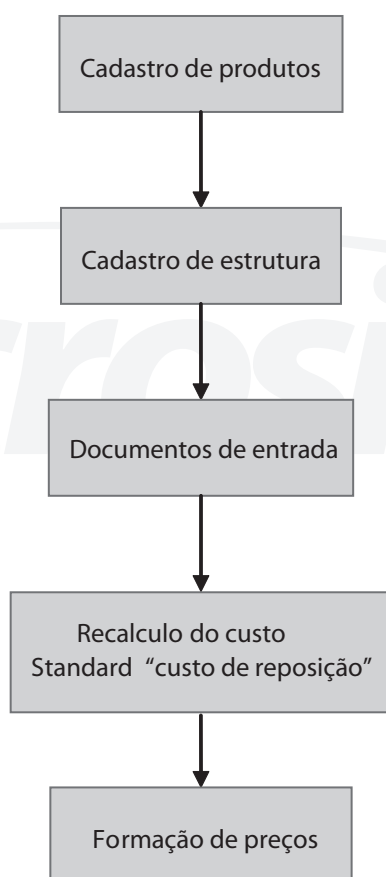 Cadastro de produtos
Cadastro de estrutura
Documentos de entrada
Recalculo do custo
Standard “custo de reposição”
Formação de preços